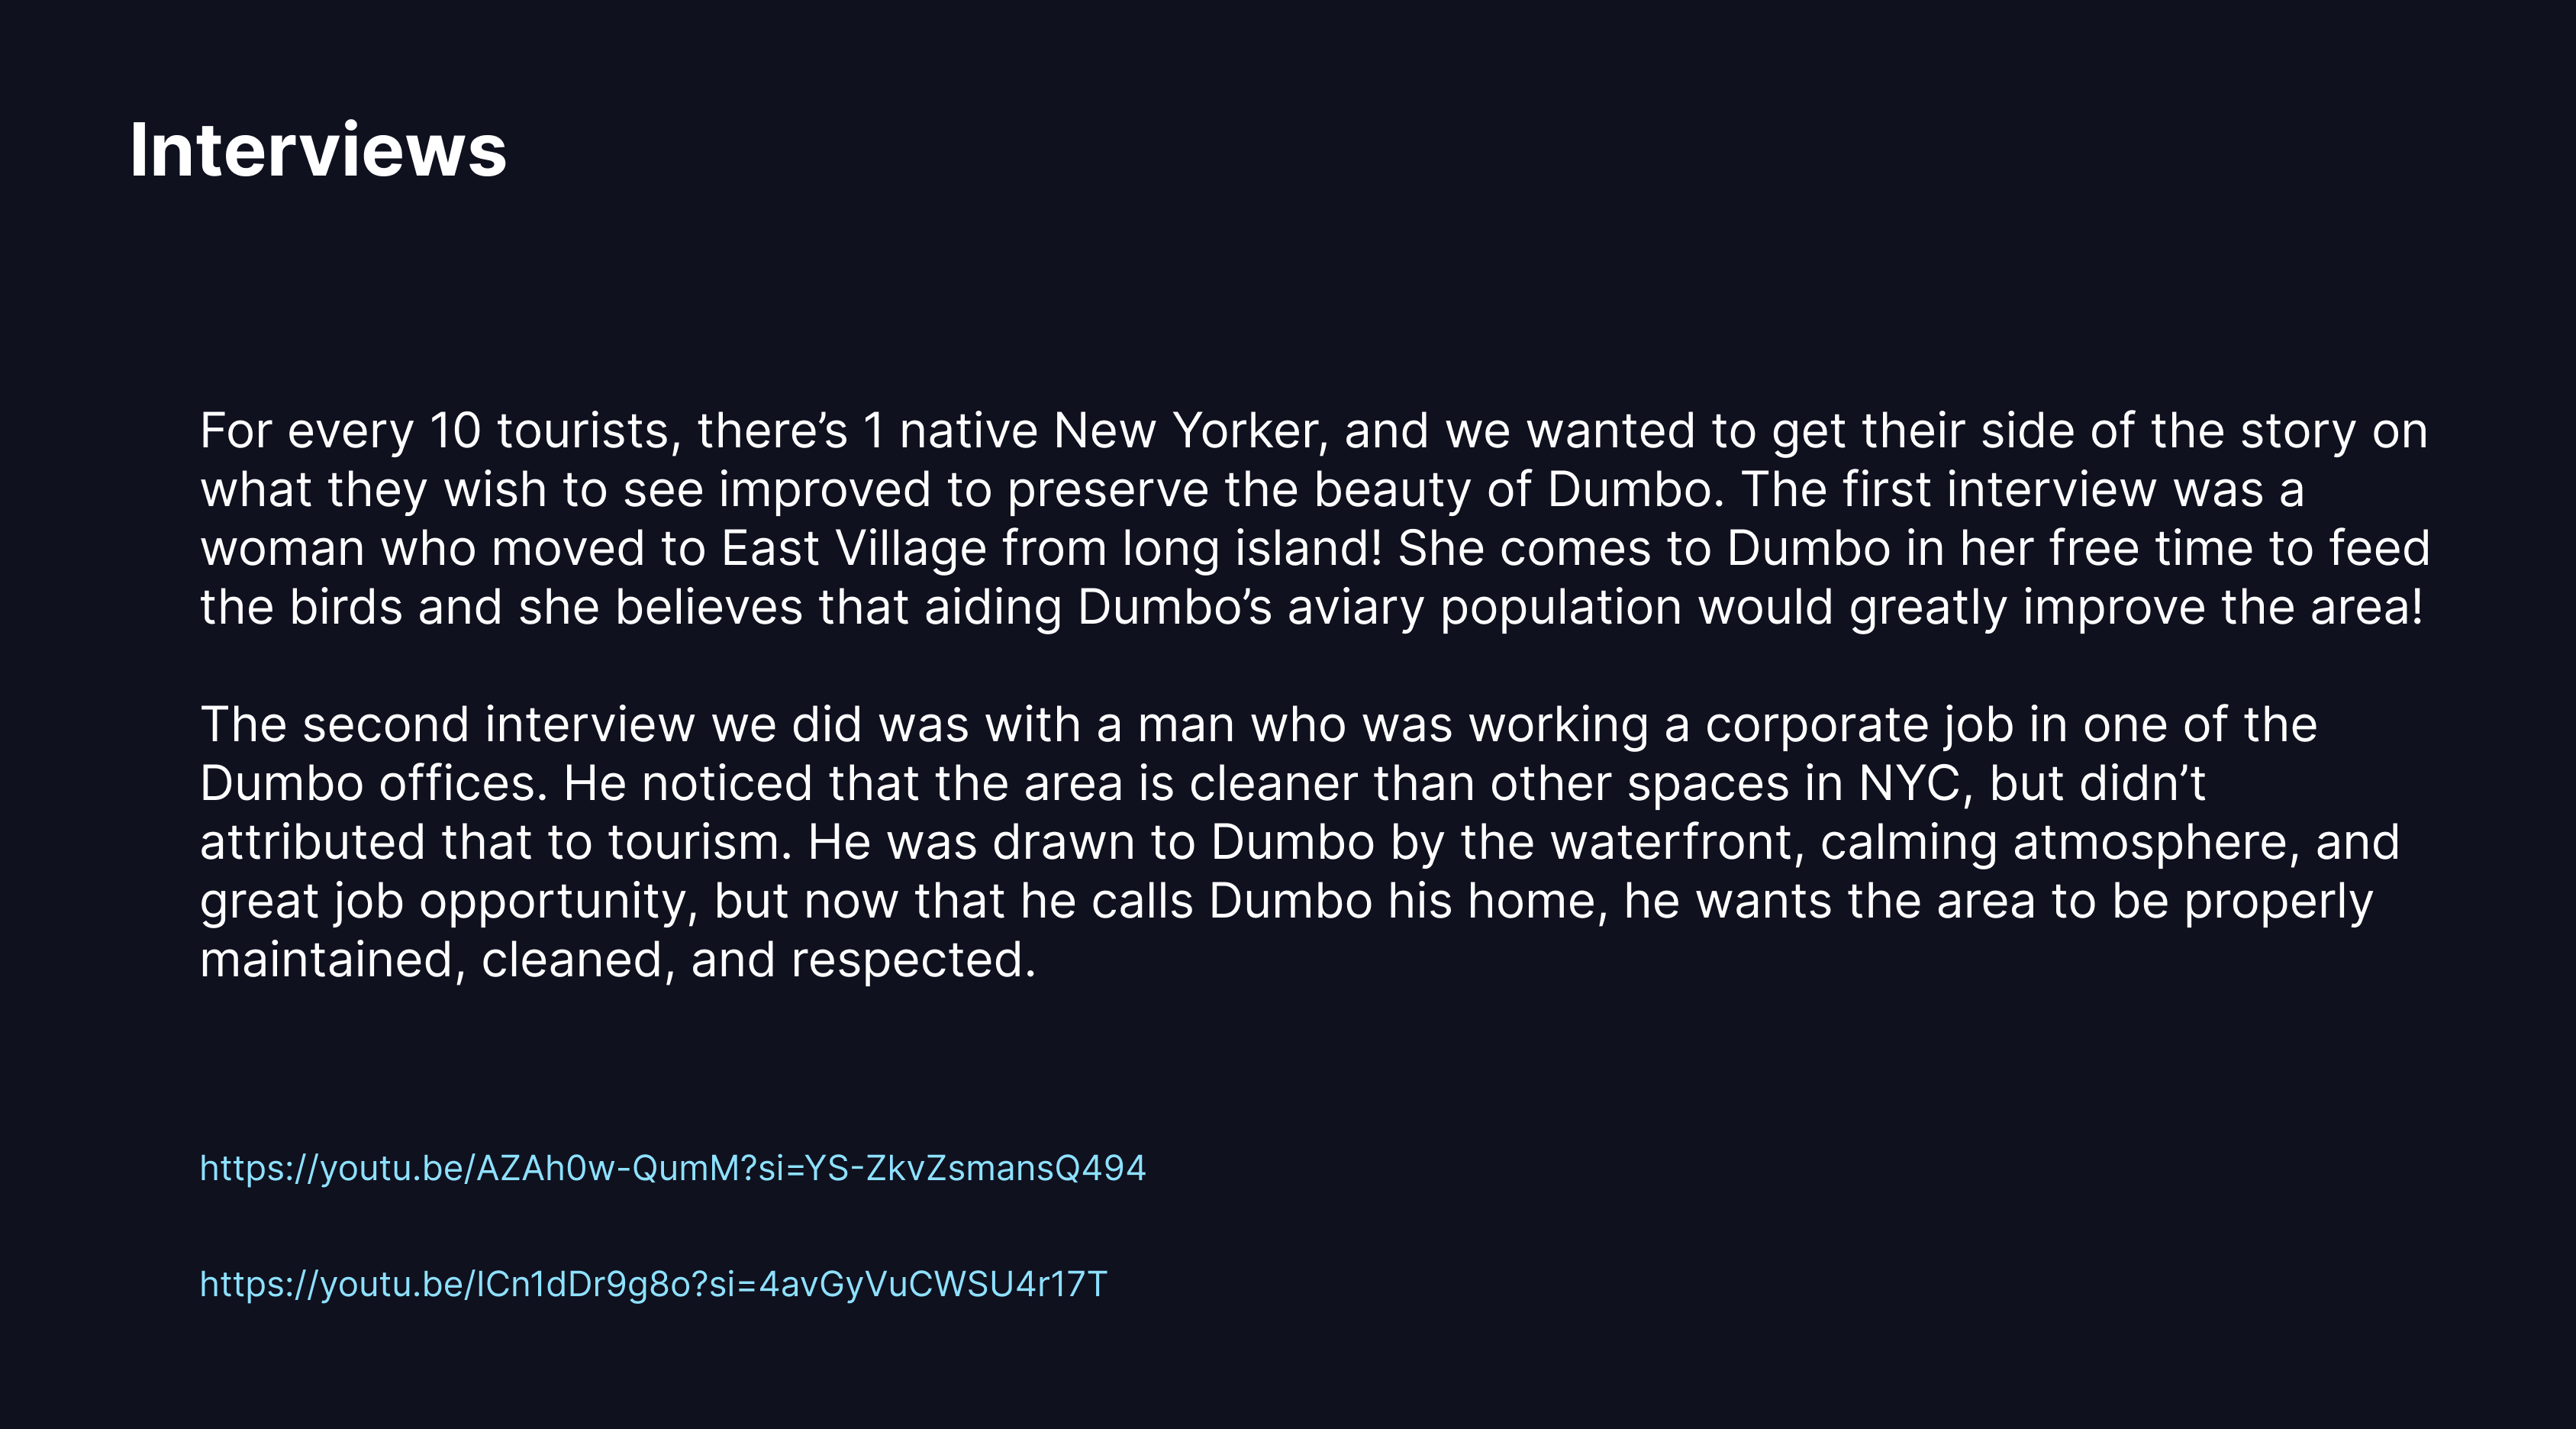 Interviews
For every 10 tourists, there’s 1 native New Yorker, and we wanted to get their side of the story on
what they wish to see improved to preserve the beauty of Dumbo. The first interview was a
woman who moved to East Village from long island! She comes to Dumbo in her free time to feed
the birds and she believes that aiding Dumbo’s aviary population would greatly improve the area!
The second interview we did was with a man who was working a corporate job in one of the
Dumbo offices. He noticed that the area is cleaner than other spaces in NYC, but didn’t
attributed that to tourism. He was drawn to Dumbo by the waterfront, calming atmosphere, and
great job opportunity, but now that he calls Dumbo his home, he wants the area to be properly
maintained, cleaned, and respected.
https://youtu.be/AZAh0w-QumM?si=YS-ZkvZsmansQ494
https://youtu.be/ICn1dDr9g8o?si=4avGyVuCWSU4r17T